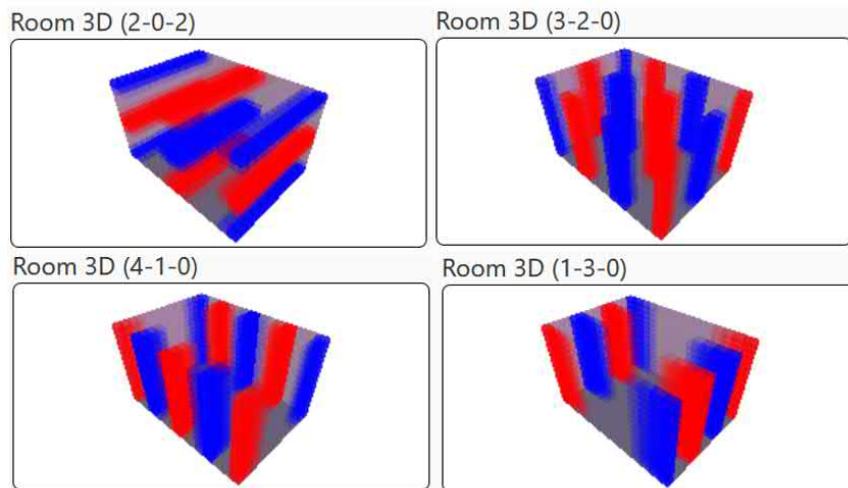 Room 3D (2-0-2)
Room 3D (3-2-0)
Room 3D (4-1-0)
Room 3D (1-3-0)